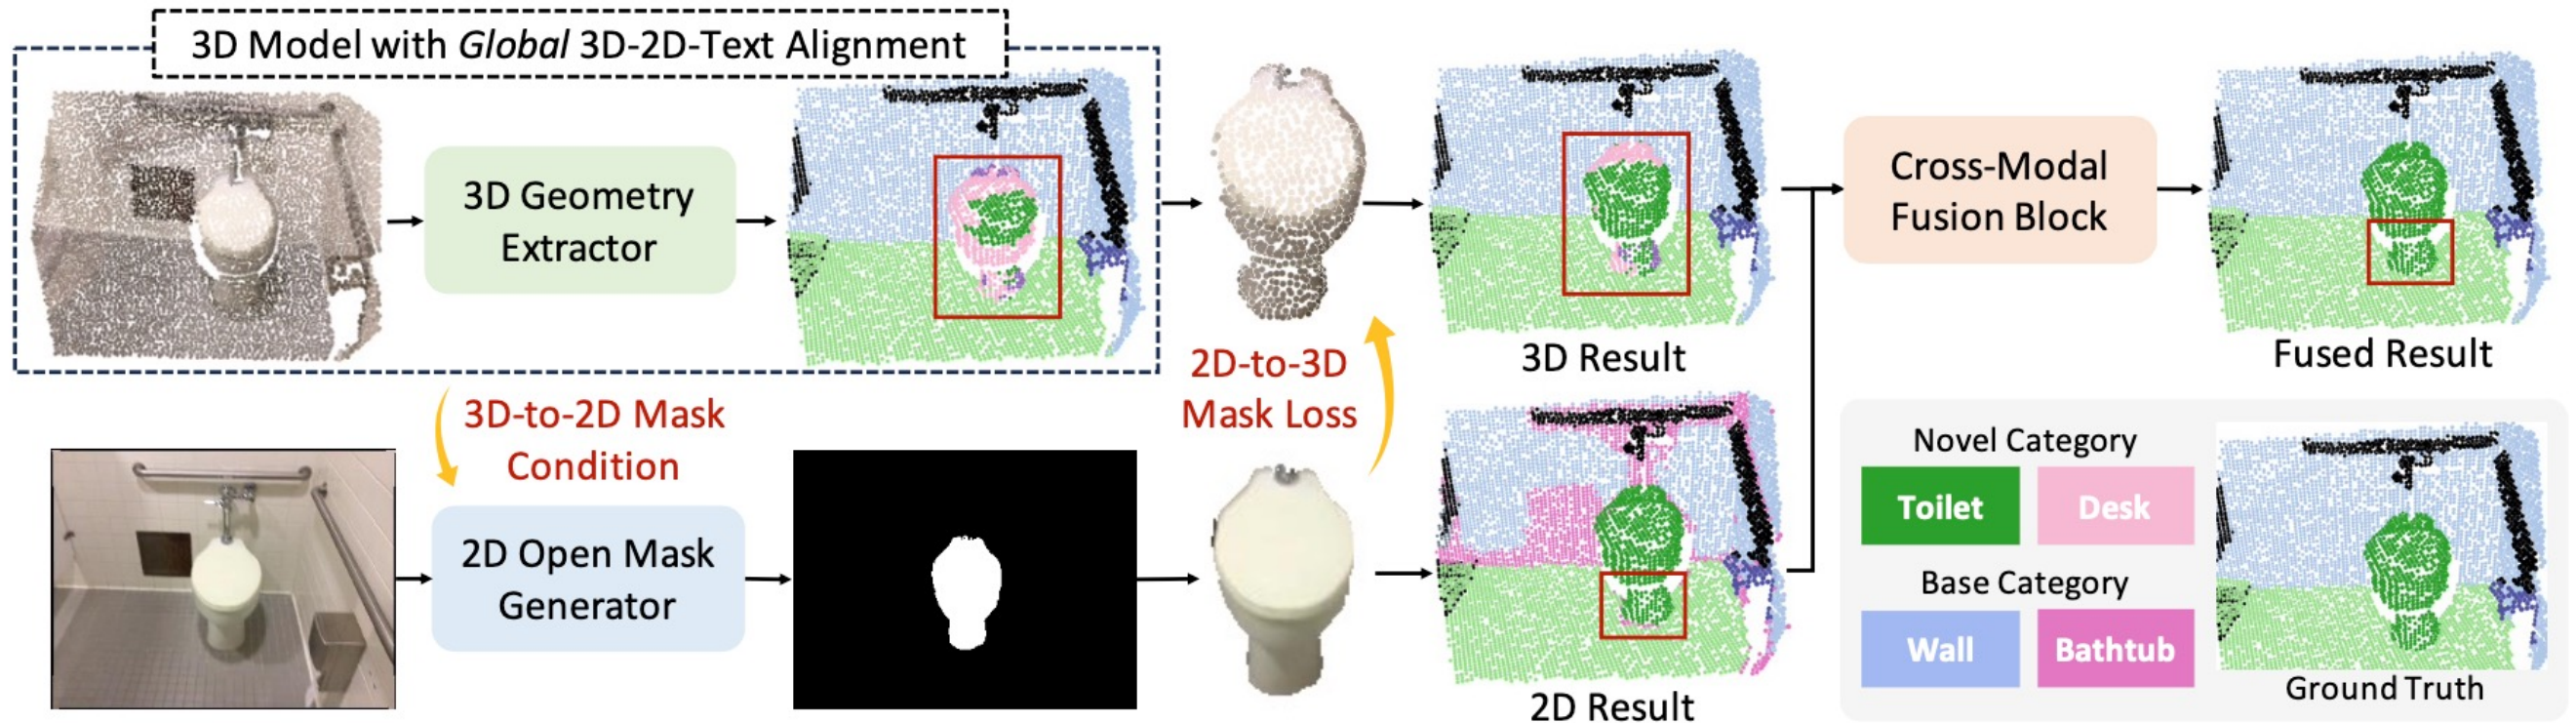 3D Model with Global 3D-2D-Text Alignment
3D Geometry
Extractor
3D Result
Cross-Modal
Fusion Block
Fused Result
3D-to-2D Mask
Condition
2D-to-3D
Mask Loss
2D Open Mask
Generator
2D Result
Novel Category
Toilet
Desk
Base Category
Wall
Bathtub
Ground Truth